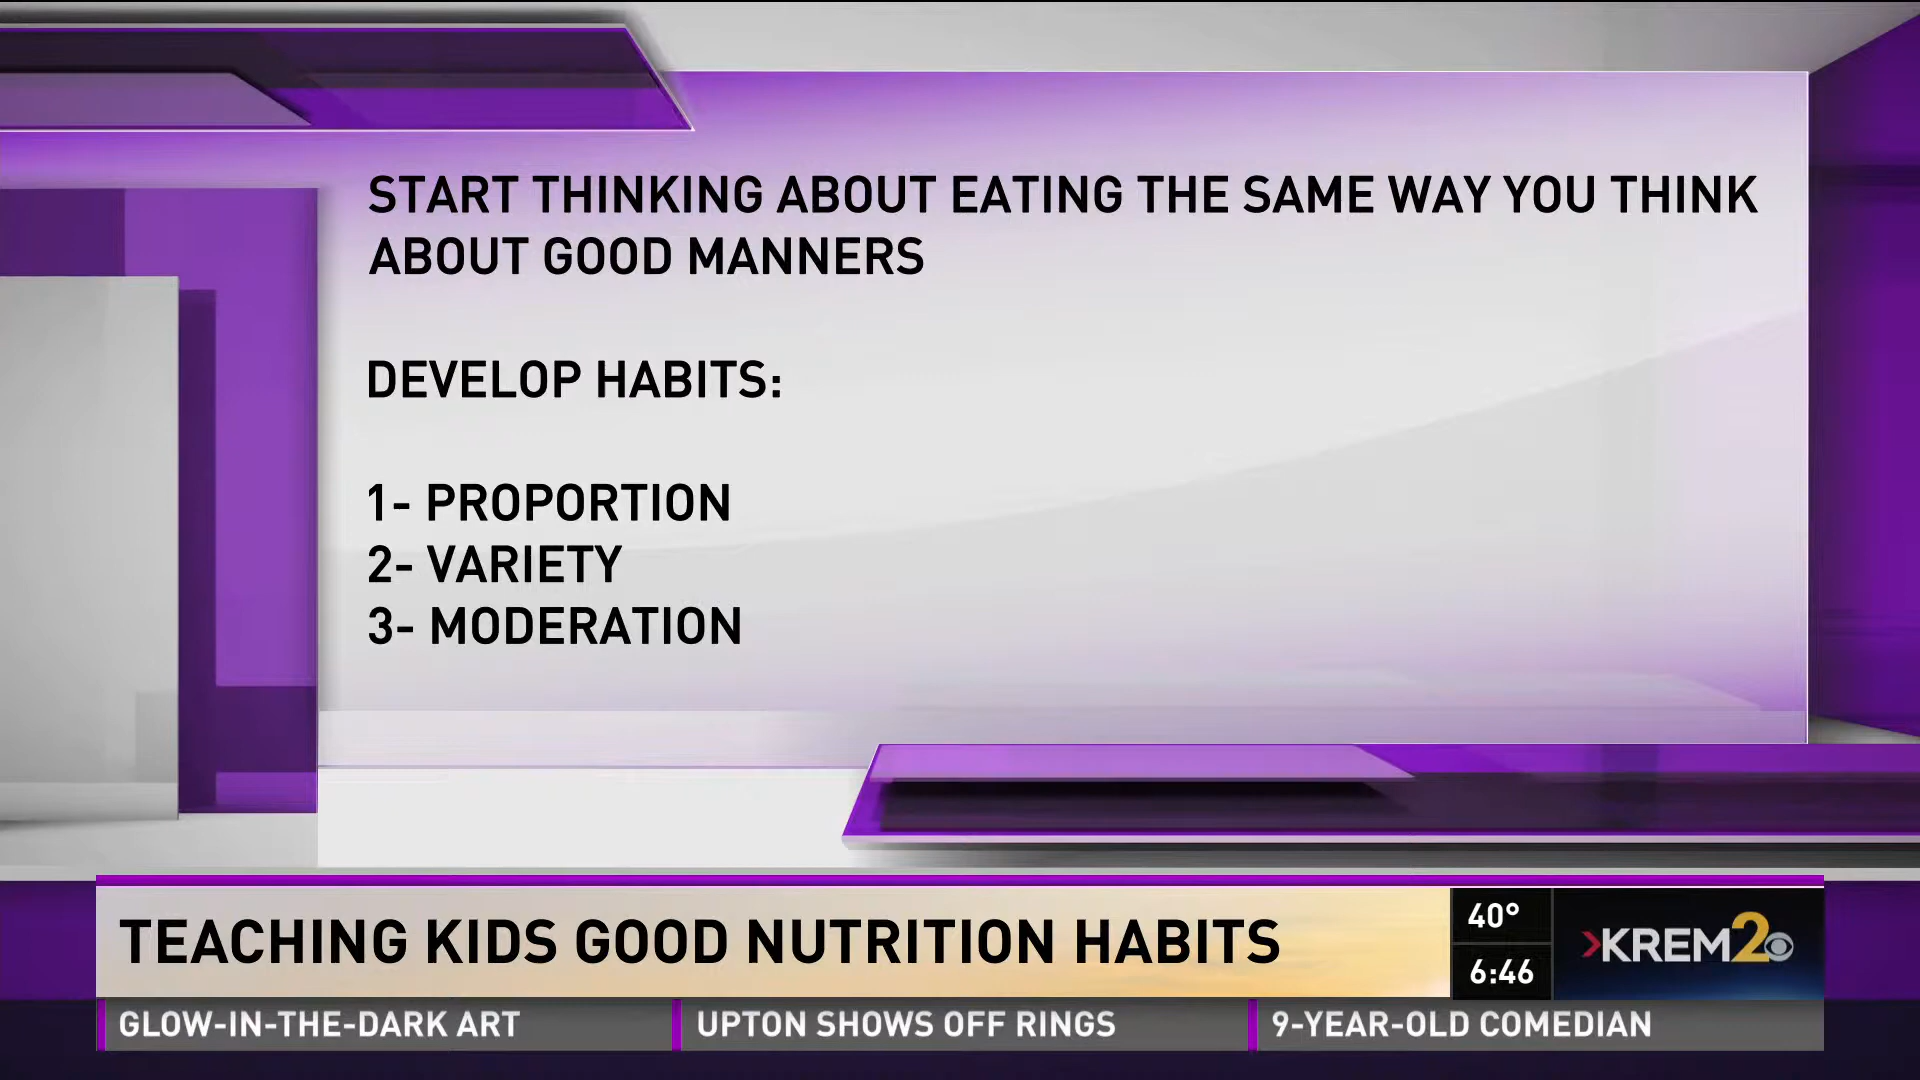 START THINKING ABOUT EATING THE SAME WAY YOU THINK
ABOUT GOOD MANNERS
DEVELOP HABITS:
1- PROPORTION
2- VARIETY
3- MODERATION
TEACHING KIDS GOOD NUTRITION HABITS
40°
6:46
KREM2
GLOW-IN-THE-DARK ART
UPTON SHOWS OFF RINGS
9-YEAR-OLD COMEDIAN